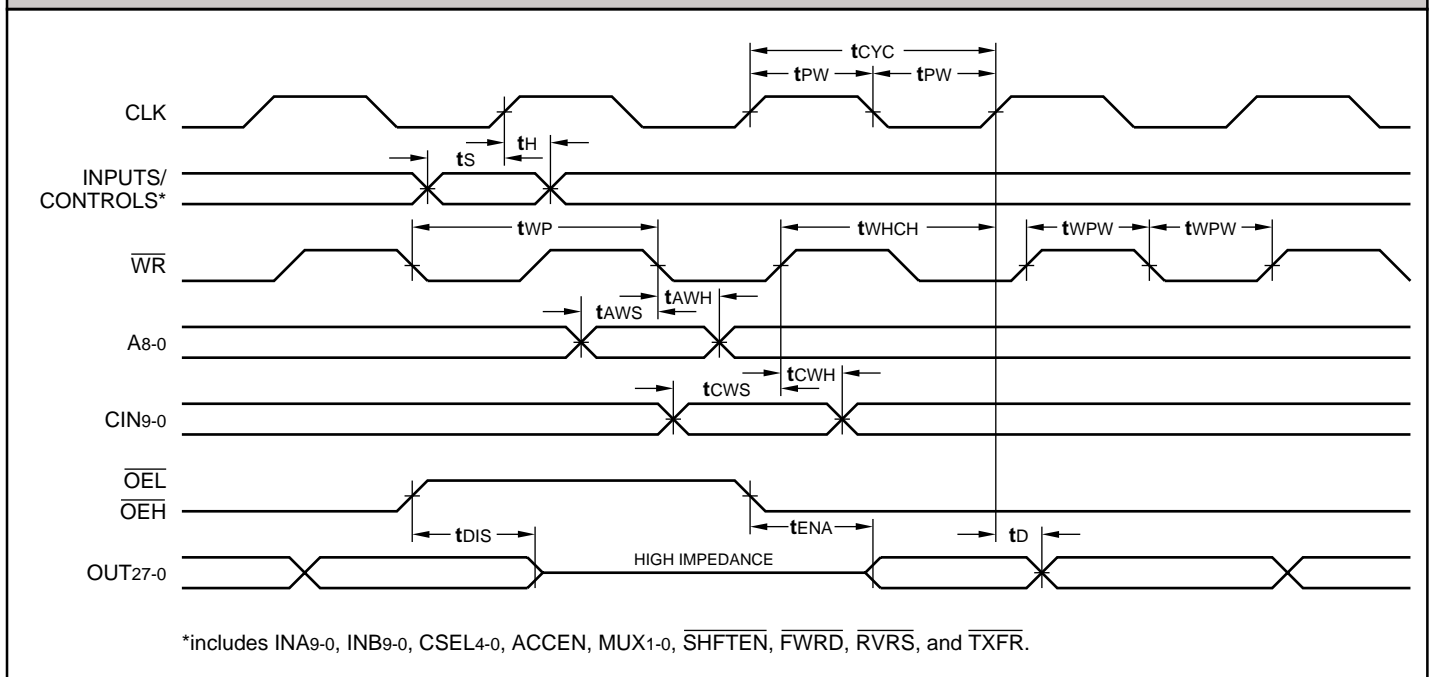 tCYC
tPW tPW
CLK
tS tH
INPUTS/
CONTROLS*
tWP tWHCH tWPW tWPW
WR
tAWS tAWH
A8-0
tCWS tCWH
CIN9-0
OEL
OEH
tDIS tENA tD
HIGH IMPEDANCE
OUT27-0
*includes INA9-0, INB9-0, CSEL4-0, ACCEN, MUX1-0, SHFTEN, FWRD, RVRS, and TXFR.